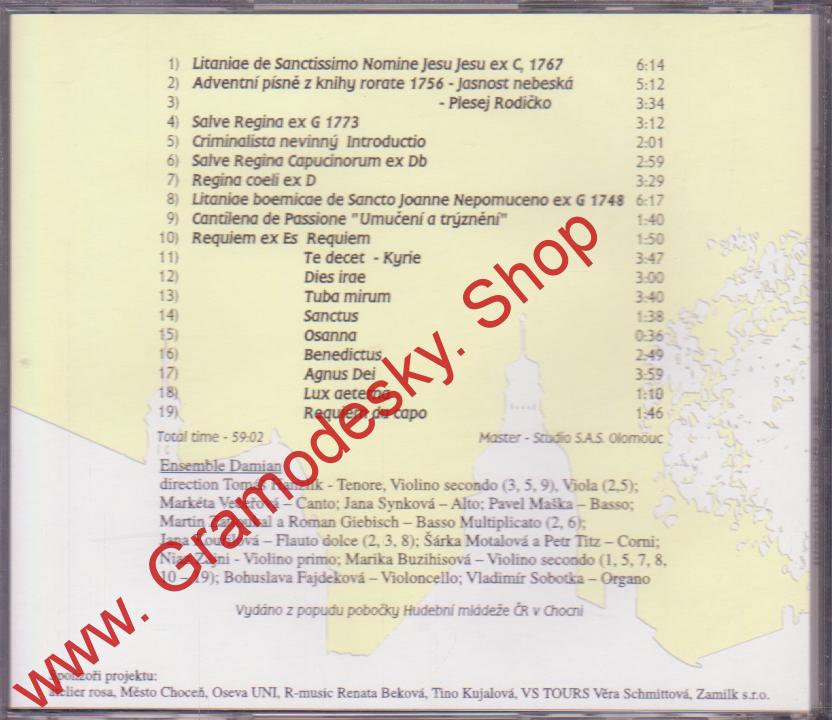 1) Litaniae de Sanctissimo Nomine Jesu Jesu ex C, 1767 6:14
2) Adventní písně z knihy rorate 1756 - Jasnost nebeská 5:12
3) - Plesej Rodičko 3:34
4) Salve Regina ex G 1773 3:12
5) Criminalista nevinný Introductio 2:01
6) Salve Regina Capucinorum ex Db 2:59
7) Regina coeli ex D 3:29
8) Litaniae boemicae de Sancto Joanne Nepomuceno ex G 1748 6:17
9) Cantilena de Passione "Umučení a trýznění" 1:40
10) Requiem ex Es Requiem 1:50
11) Te decet - Kyrie 3:47
12) Dies irae 3:00
13) Tuba mirum 3:40
14) Sanctus 1:38
15) Osanna 0:36
16) Benedictus 2:49
17) Agnus Dei 3:59
18) Lux aeterna 1:10
19) Requiem da capo 1:46
Total time - 59:02 Master - Studio S.A.S. Olomouc
Ensemble Damian
direction Tomáš - Tenore, Violino secondo (3, 5, 9), Viola (2,5);
Markéta – Canto; Jana Synková – Alto; Pavel Maška – Basso;
Martin a Roman Giebisch – Basso Multiplicato (2, 6);
Jana – Flauto dolce (2, 3, 8); Šárka Motalová a Petr Titz – Corni;
- Violino primo; Marika Buzihisová – Violino secondo (1, 5, 7, 8,
10 – 19); Bohuslava Fajdeková – Violoncello; Vladimír Sobotka – Organo
Vydáno z popudu pobočky Hudební mládeže ČR v Chocni
Sponzoři projektu:
atelier rosa, Město Choceň, Oseva UNI, R-music Renata Beková, Tino Kujalová, VS TOURS Věra Schmittová, Zamilk s.r.o.
www. Gramodesky. Shop